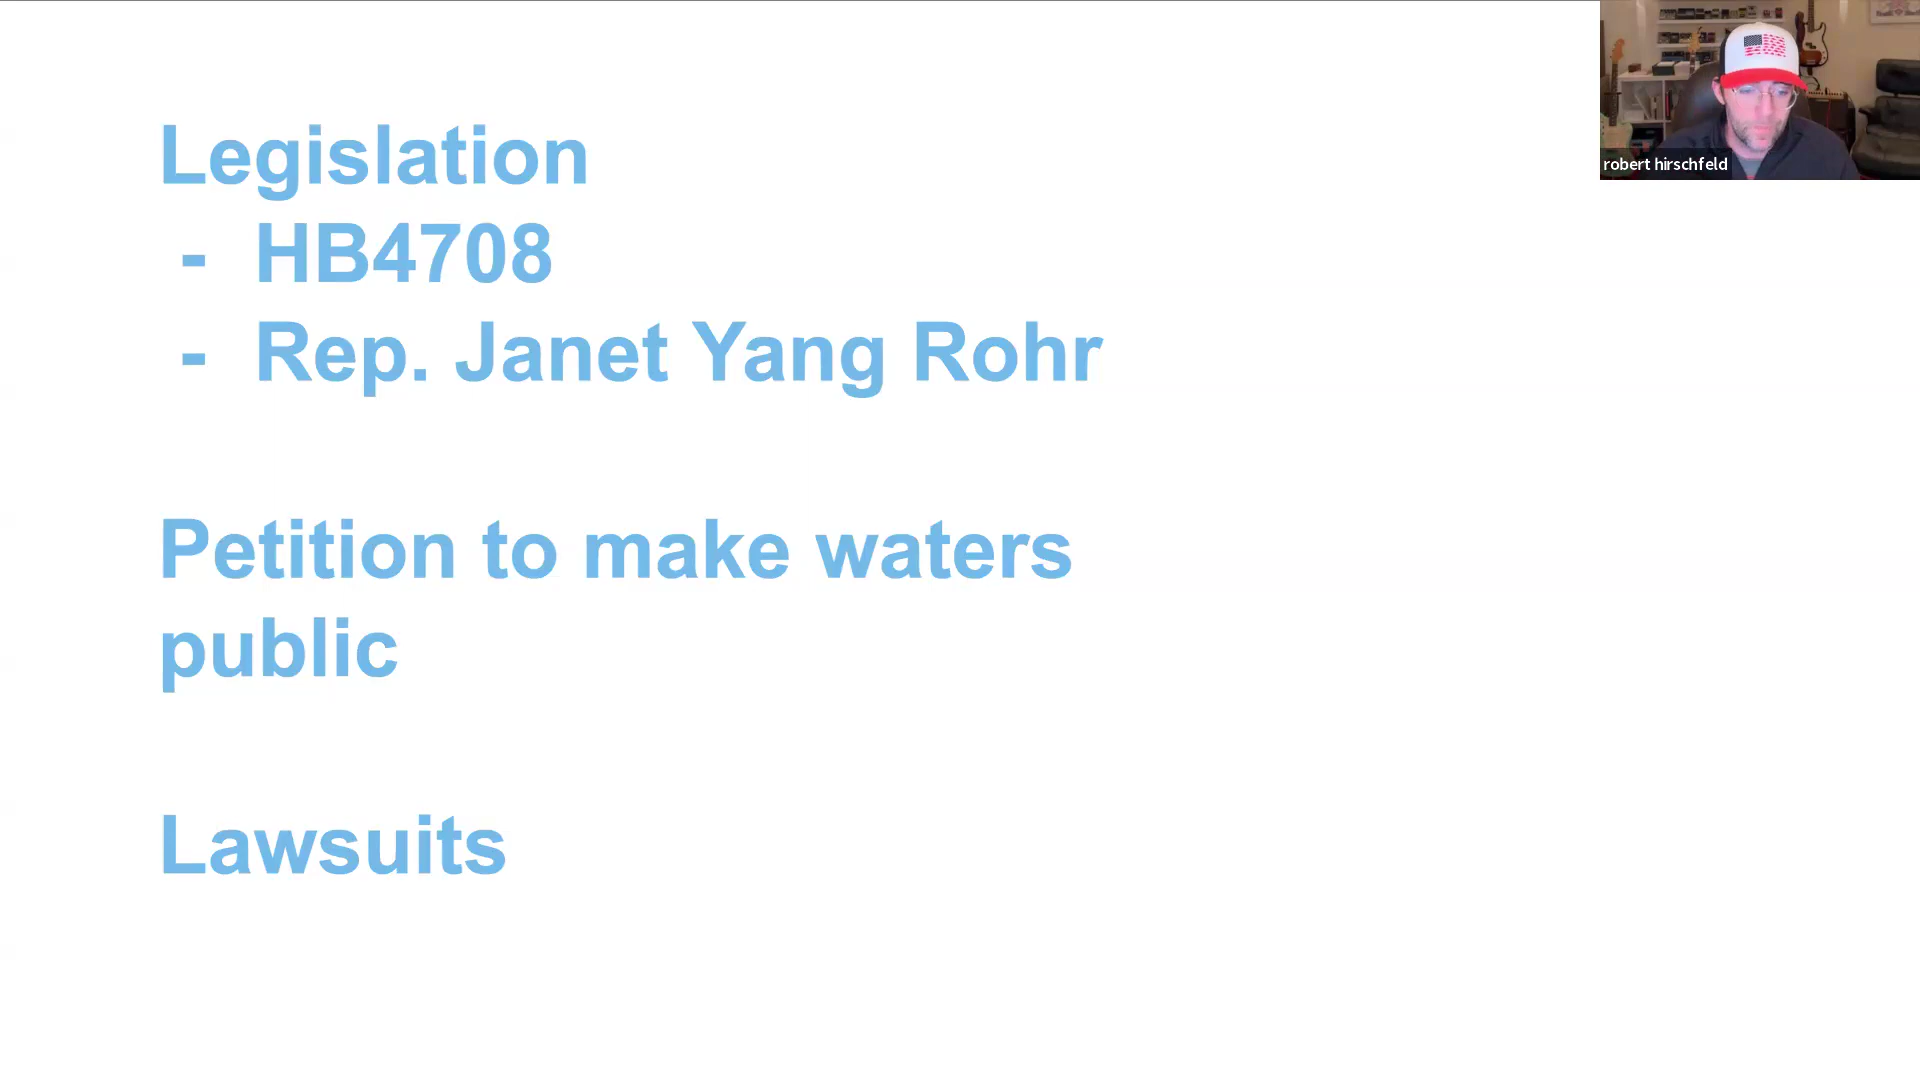 Legislation
- HB4708
- Rep. Janet Yang Rohr
Petition to make waters
public
Lawsuits
robert hirschfeld